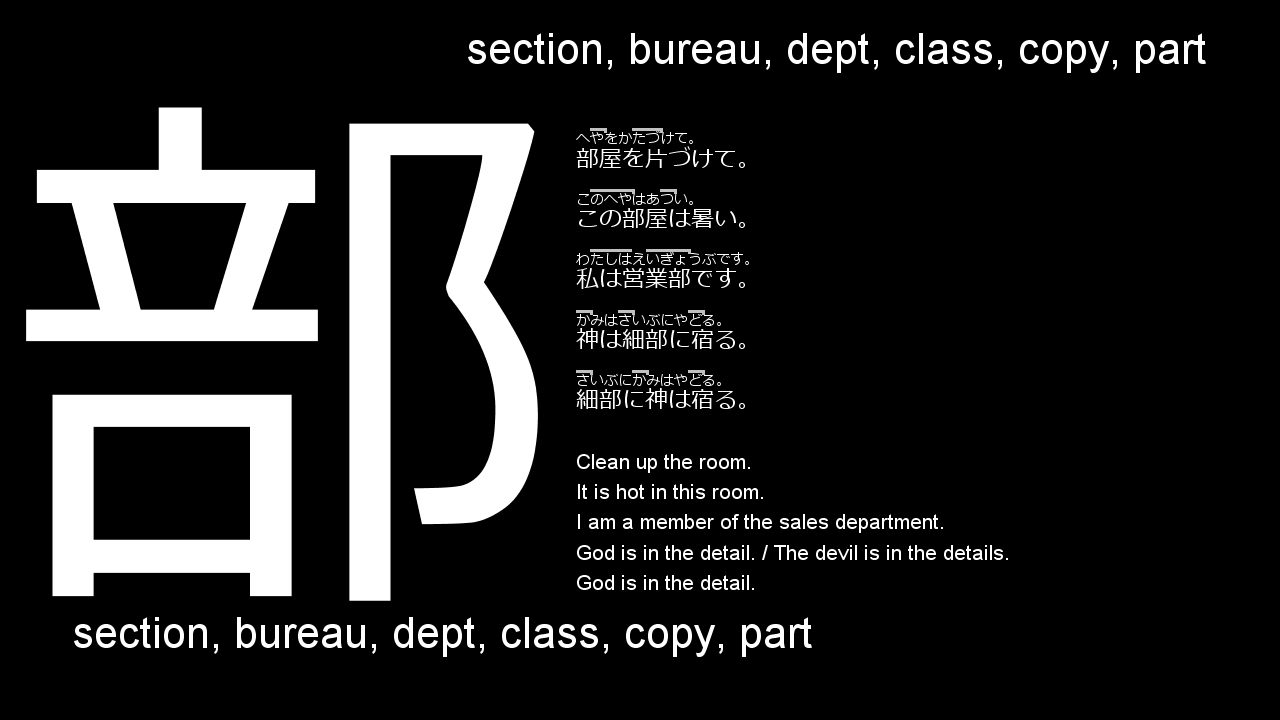 section, bureau, dept, class, copy, part
部
へやをかたづけて。
部屋を片づけて。
このへやはあつい。
この部屋は暑い。
わたしはえいぎょうぶです。
私は営業部です。
かみはさいぶにやどる。
神は細部に宿る。
さいぶにかみはやどる。
細部に神は宿る。
Clean up the room.
It is hot in this room.
I am a member of the sales department.
God is in the detail. / The devil is in the details.
God is in the detail.
section, bureau, dept, class, copy, part